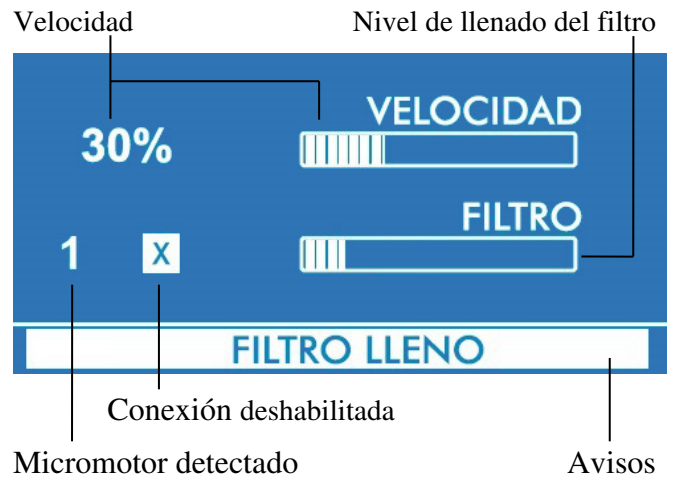 Velocidad Nivel de llenado del filtro
VELOCIDAD
30%
FILTRO
1 X
FILTRO LLENO
Conexión deshabilitada
Micromotor detectado Avisos